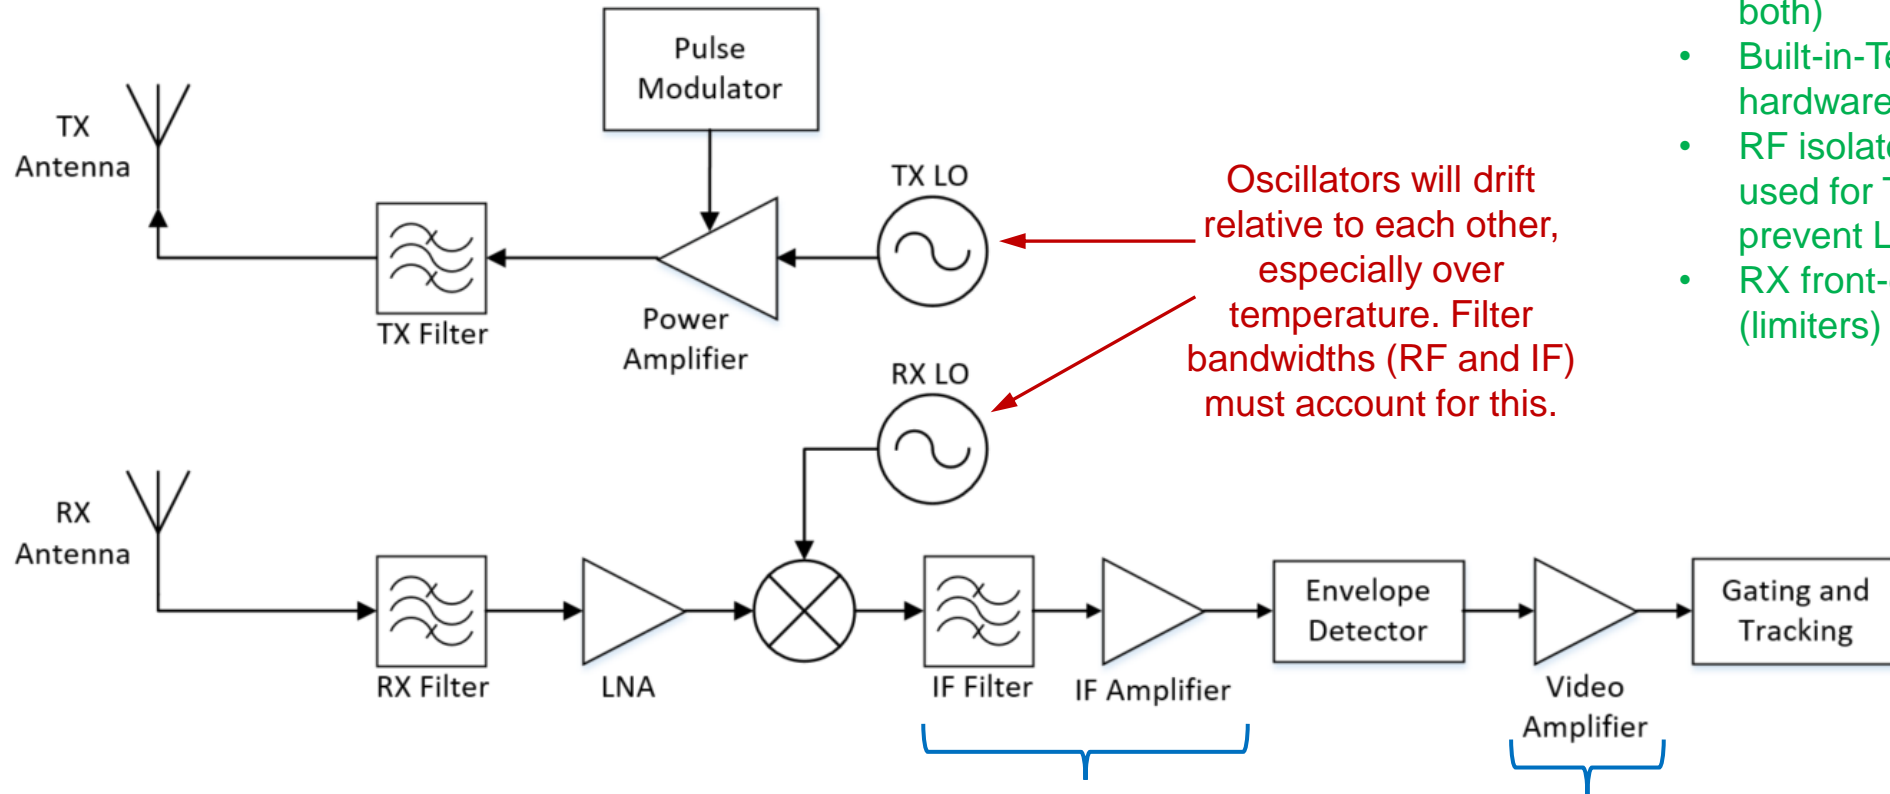 Pulse
Modulator
TX
Antenna
TX LO
TX Filter
Power
Amplifier
RX LO
Oscillators will drift
relative to each other,
especially over
temperature. Filter
bandwidths (RF and IF)
must account for this.
both)
• Built-in-Te
hardware
• RF isolat
used for
prevent L
• RX front-
(limiters)
RX
Antenna
RX Filter
LNA
IF Filter
IF Amplifier
Envelope
Detector
Video
Amplifier
Gating and
Tracking